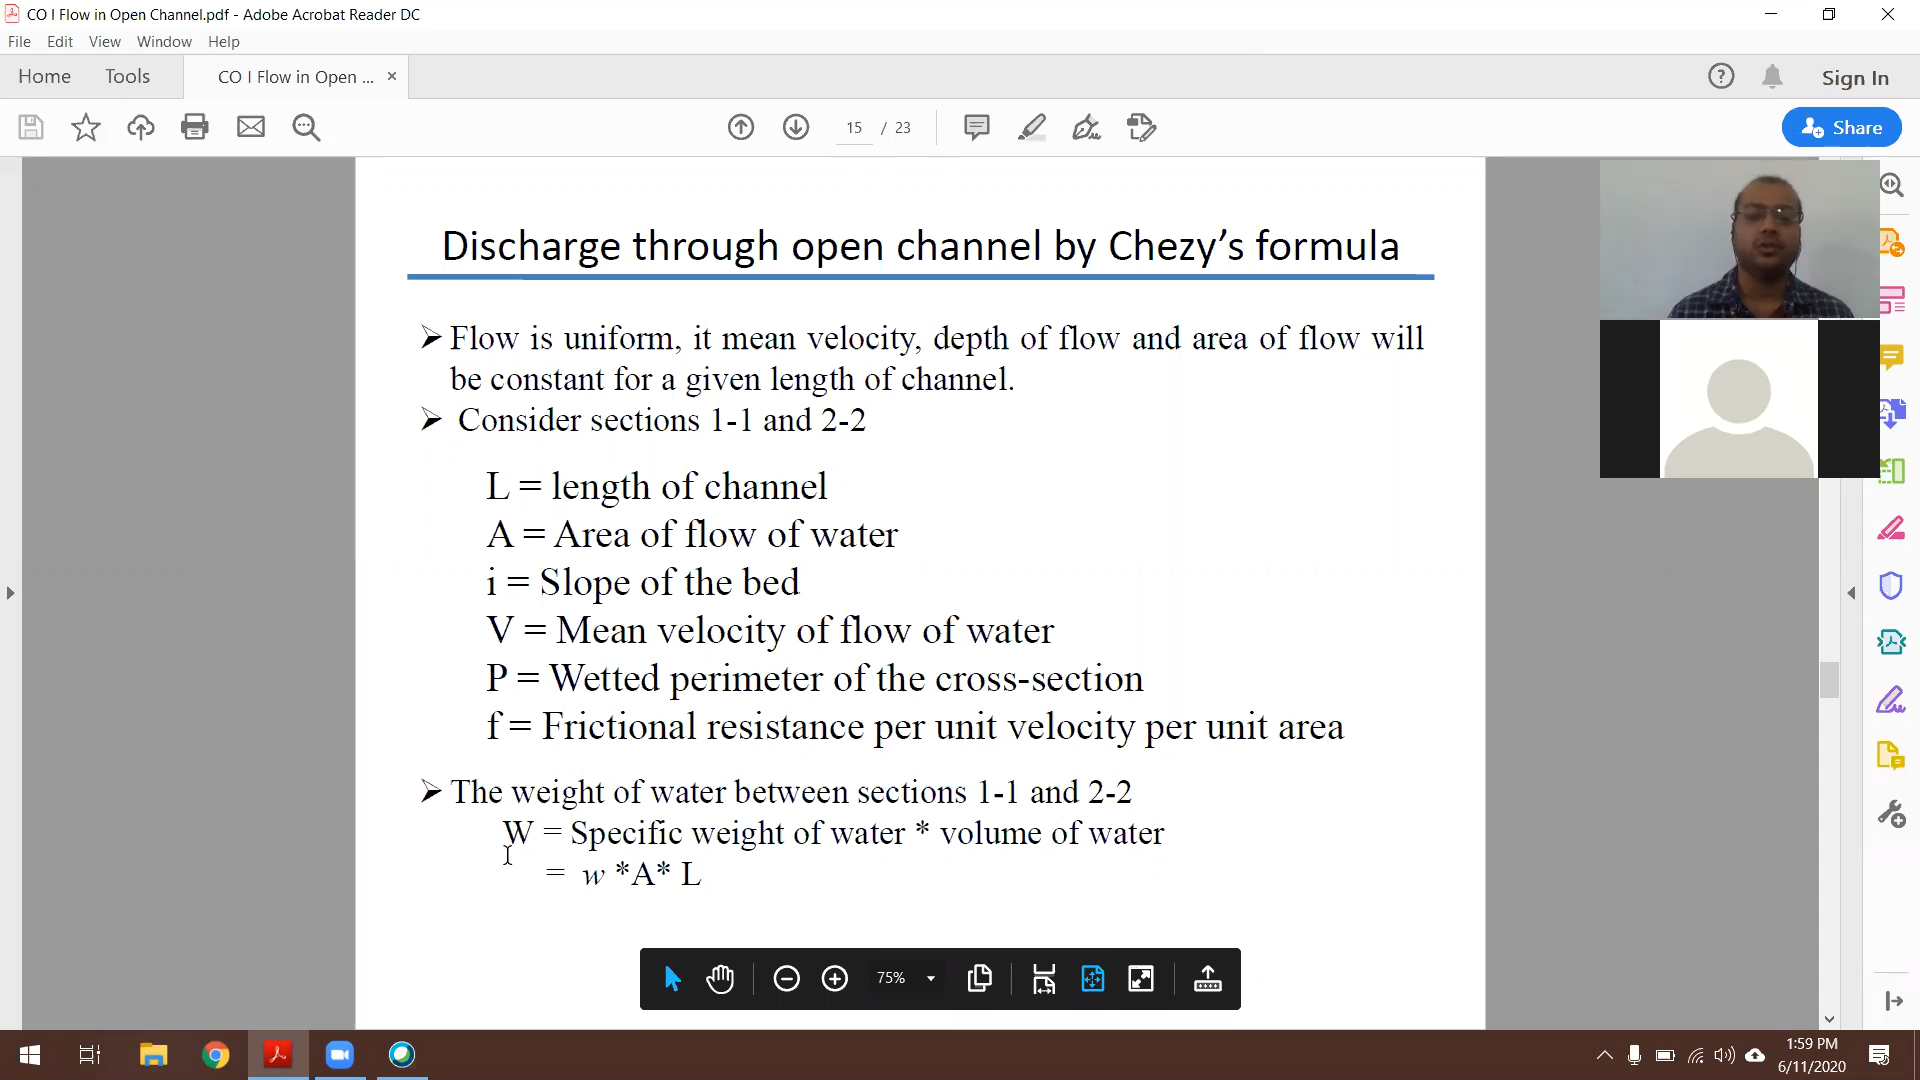 CO I Flow in Open Channel.pdf - Adobe Acrobat Reader DC
File Edit View Window Help
Home Tools CO I Flow in Open ... ×
Sign In
15 / 23
Share
Discharge through open channel by Chezy’s formula
➢ Flow is uniform, it mean velocity, depth of flow and area of flow will
be constant for a given length of channel.
➢ Consider sections 1-1 and 2-2
L = length of channel
A = Area of flow of water
i = Slope of the bed
V = Mean velocity of flow of water
P = Wetted perimeter of the cross-section
f = Frictional resistance per unit velocity per unit area
➢ The weight of water between sections 1-1 and 2-2
W = Specific weight of water * volume of water
= w *A* L
75%
1:59 PM
6/11/2020